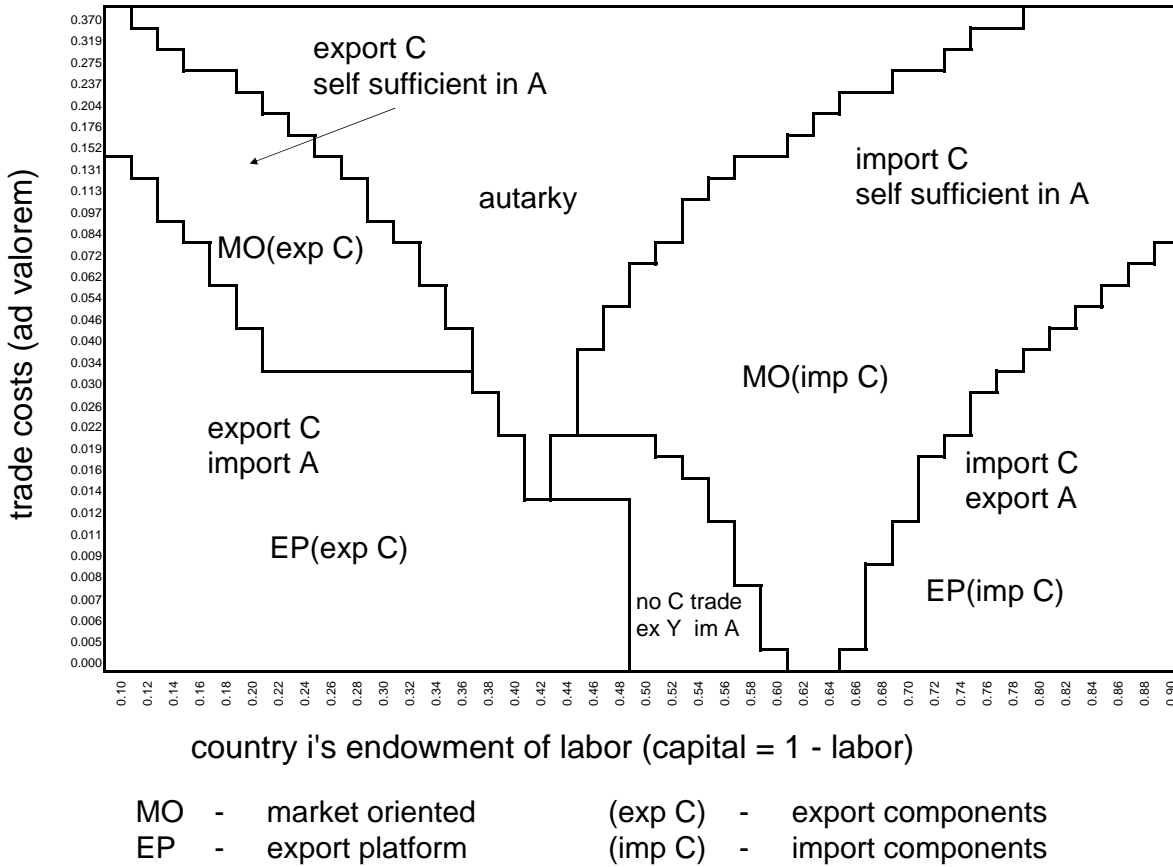 trade costs (ad valorem)
0.370
0.319
0.275
0.237
0.204
0.176
0.152
0.131
0.113
0.097
0.084
0.072
0.062
0.054
0.046
0.040
0.034
0.030
0.026
0.022
0.019
0.016
0.014
0.012
0.011
0.009
0.008
0.007
0.006
0.005
0.000
export C
self sufficient in A
autarky
import C
self sufficient in A
MO(exp C)
MO(imp C)
export C
import A
import C
export A
EP(exp C)
EP(imp C)
no C trade
ex Y im A
0.10 0.12 0.14 0.16 0.18 0.20 0.22 0.24 0.26 0.28 0.30 0.32 0.34 0.36 0.38 0.40 0.42 0.44 0.46 0.48 0.50 0.52 0.54 0.56 0.58 0.60 0.62 0.64 0.66 0.68 0.70 0.72 0.74 0.76 0.78 0.80 0.82 0.84 0.86 0.88 0.90
country i's endowment of labor (capital = 1 - labor)
MO - market oriented (exp C) - export components
EP - export platform (imp C) - import components